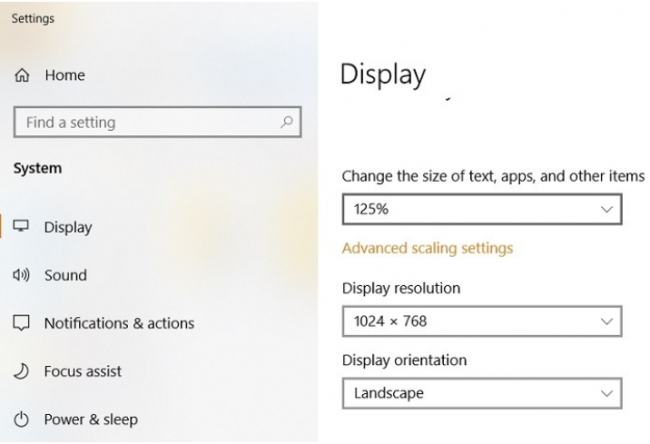 Settings
Home
Find a setting
System
Display
Sound
Notifications & actions
Focus assist
Power & sleep
Display
Change the size of text, apps, and other items
125%
Advanced scaling settings
Display resolution
1024 × 768
Display orientation
Landscape